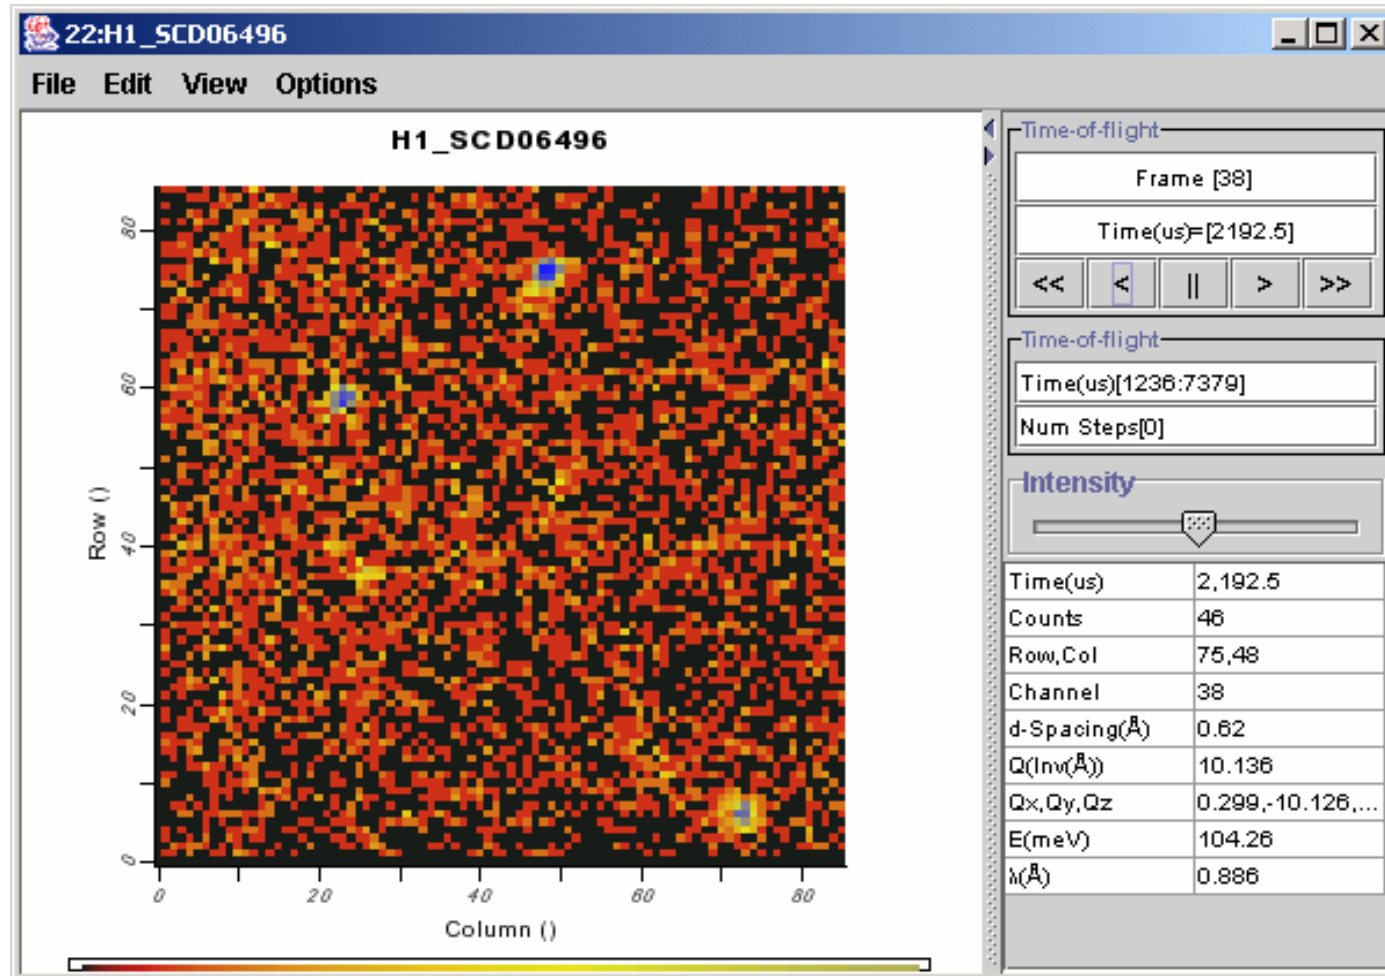 22:H1_SCD06496
File Edit View Options
H1_SCD06496
80
60
40
20
0
Row ()
0 20 40 60 80
Column ()
Time-of-flight
Frame [38]
Time(us)=[2192.5]
<< < || > >>
Time-of-flight
Time(us)[1236:7379]
Num Steps[0]
Intensity
Time(us) 2,192.5
Counts 46
Row,Col 75,48
Channel 38
d-Spacing(Å) 0.62
Q(Inv(Å)) 10.136
Qx,Qy,Qz 0.299,-10.126,...
E(meV) 104.26
λ(Å) 0.886